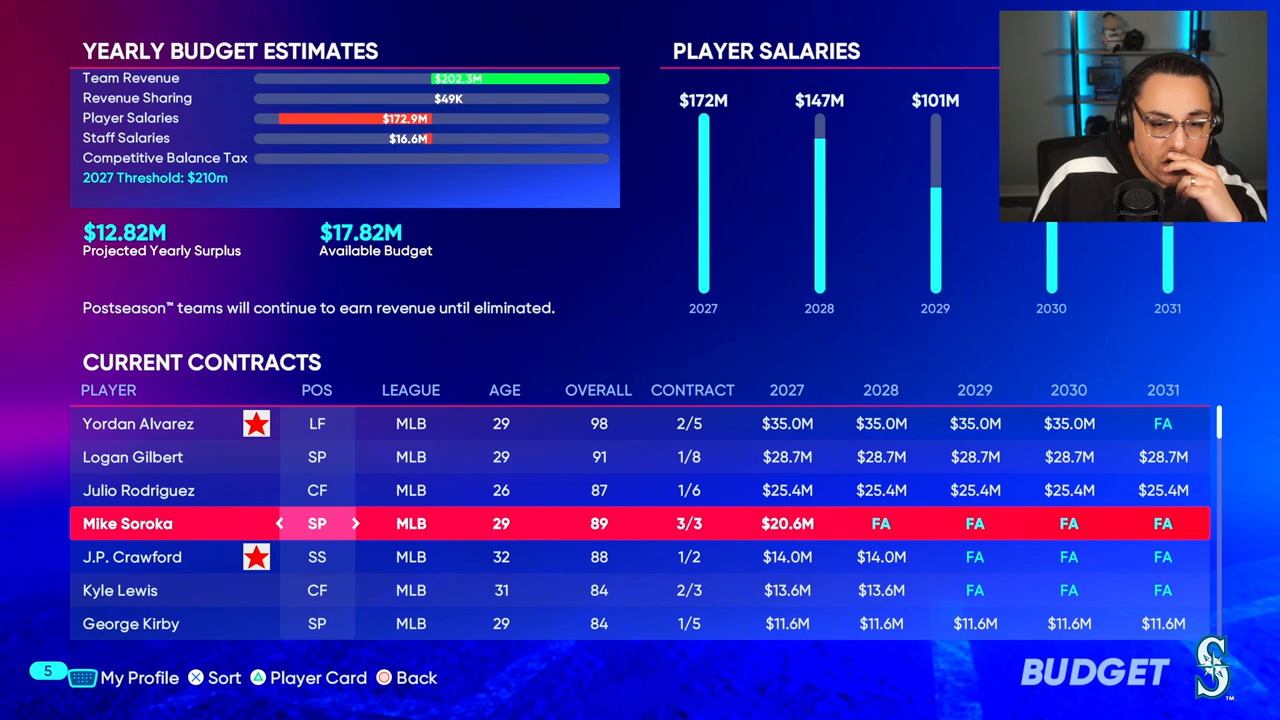 YEARLY BUDGET ESTIMATES
Team Revenue $202.3M
Revenue Sharing $49K
Player Salaries $172.9M
Staff Salaries $16.6M
Competitive Balance Tax
2027 Threshold: $210m
$12.82M $17.82M
Projected Yearly Surplus Available Budget
Postseason™ teams will continue to earn revenue until eliminated.
PLAYER SALARIES
$172M $147M $101M
2027 2028 2029 2030 2031
CURRENT CONTRACTS
PLAYER POS LEAGUE AGE OVERALL CONTRACT 2027 2028 2029 2030 2031
Yordan Alvarez LF MLB 29 98 2/5 $35.0M $35.0M $35.0M $35.0M FA
Logan Gilbert SP MLB 29 91 1/8 $28.7M $28.7M $28.7M $28.7M $28.7M
Julio Rodriguez CF MLB 26 87 1/6 $25.4M $25.4M $25.4M $25.4M $25.4M
Mike Soroka SP MLB 29 89 3/3 $20.6M FA FA FA FA
J.P. Crawford SS MLB 32 88 1/2 $14.0M $14.0M FA FA FA
Kyle Lewis CF MLB 31 84 2/3 $13.6M $13.6M FA FA FA
George Kirby SP MLB 29 84 1/5 $11.6M $11.6M $11.6M $11.6M $11.6M
5 My Profile Sort Player Card Back
BUDGET S ™